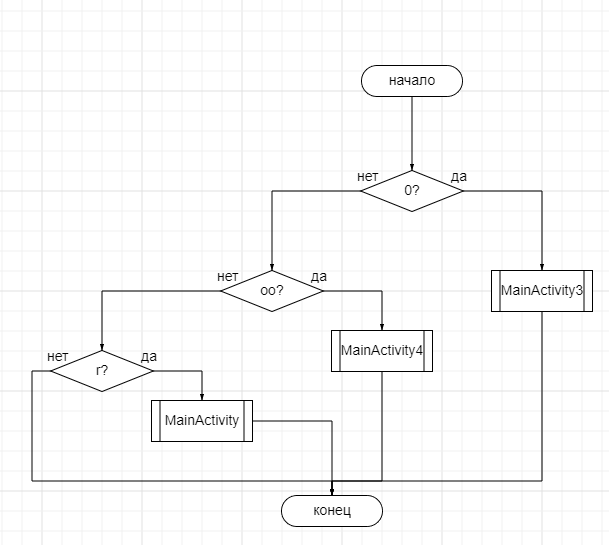 начало
нет
да
0?
нет
да
оо?
MainActivity3
нет
да
MainActivity4
г?
MainActivity
конец